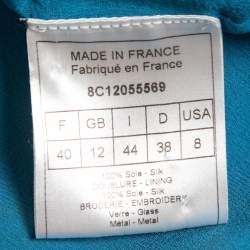 MADE IN FRANCE
Fabriqué en France
8C12055569
F GB I D USA
40 12 44 38 8
100% Soie - Silk
DOUBLURE - LINING
100% Soie - Silk
BRODERIE - EMBROIDERY
Verre - Glass
Métal - Metal